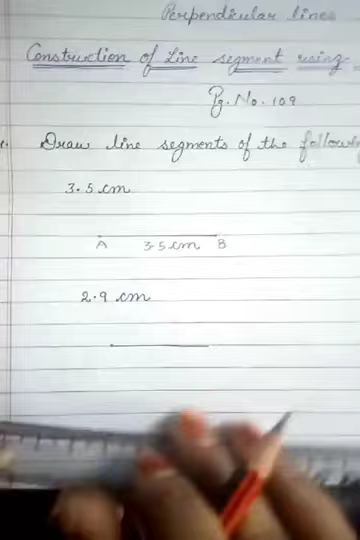 Perpendicular lines
Construction of Line segment using
Pg. No. 109
1. Draw line segments of the
3.5 cm
A 3.5 cm B
2.9 cm